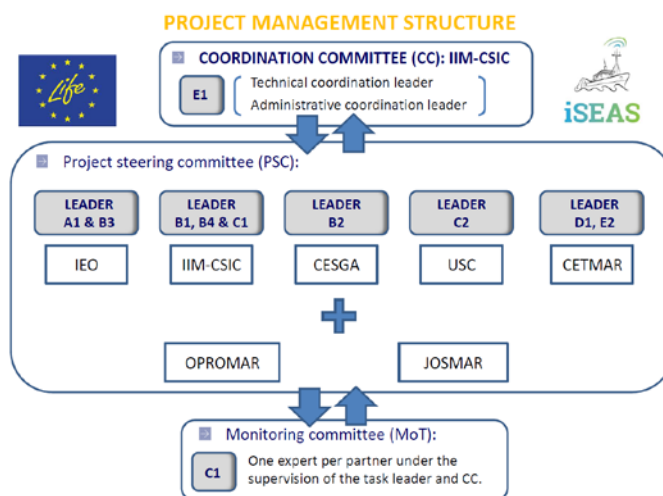 PROJECT MANAGEMENT STRUCTURE
Life
COORDINATION COMMITTEE (CC): IIM-CSIC
E1
Technical coordination leader
Administrative coordination leader
iSEAS
Project steering committee (PSC):
LEADER
A1 & B3
LEADER
B1, B4 & C1
LEADER
B2
LEADER
C2
LEADER
D1, E2
IEO
IIM-CSIC
CESGA
USC
CETMAR
OPROMAR
JOSMAR
Monitoring committee (MoT):
C1
One expert per partner under the
supervision of the task leader and CC.